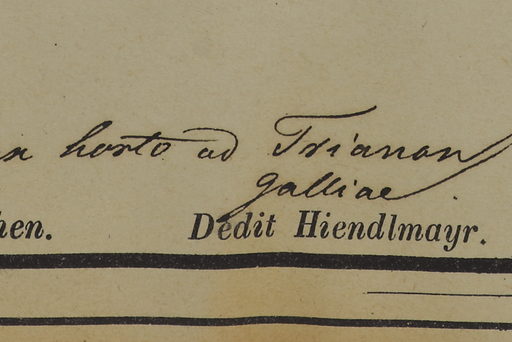 horto ad Trianon
Galliae.
hen. Dedit Hiendlmayr.